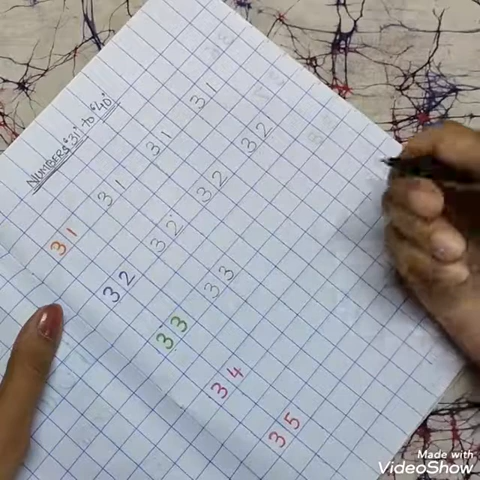 NUMBERS "31" to "40"
31 31 31 31
32 32 32 32
33 33
34
35
Made with
VideoShow